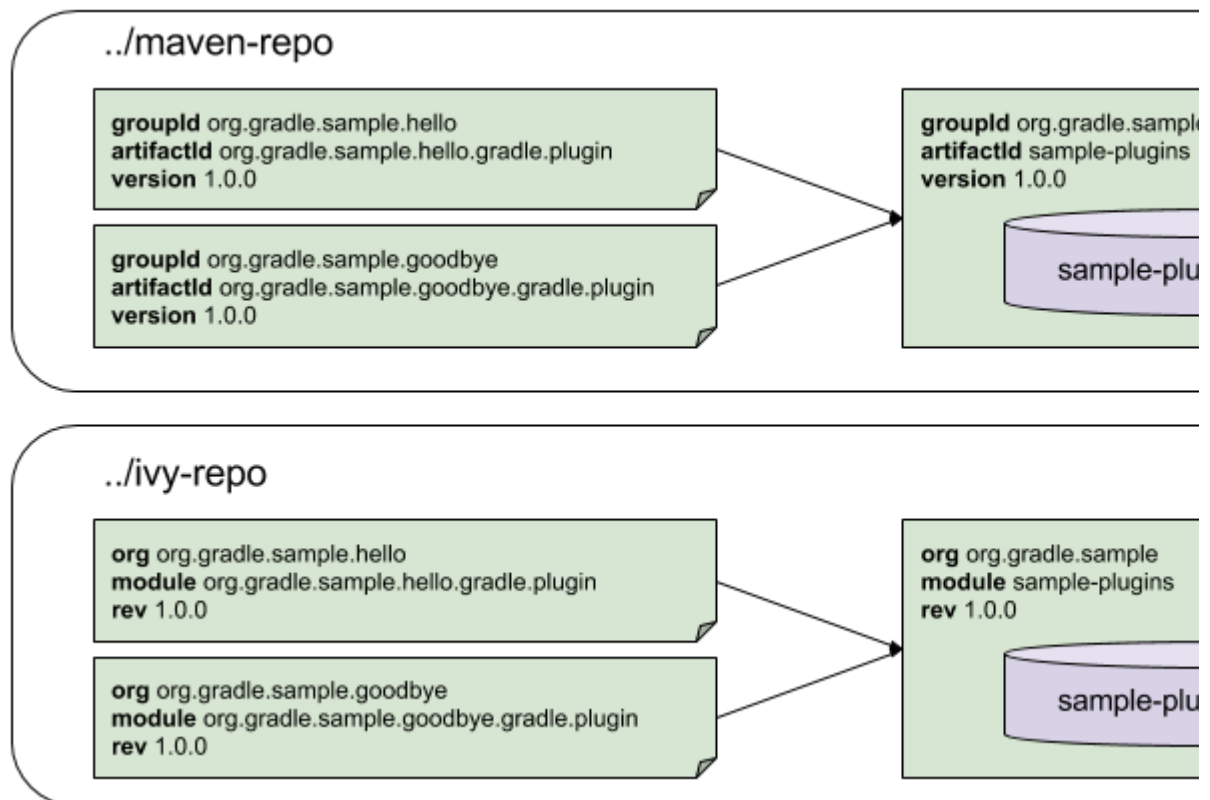 ../maven-repo
groupId org.gradle.sample.hello
artifactId org.gradle.sample.hello.gradle.plugin
version 1.0.0
groupId org.gradle.sample.goodbye
artifactId org.gradle.sample.goodbye.gradle.plugin
version 1.0.0
groupId org.gradle.sample
artifactId sample-plugins
version 1.0.0
sample-plu
../ivy-repo
org org.gradle.sample.hello
module org.gradle.sample.hello.gradle.plugin
rev 1.0.0
org org.gradle.sample.goodbye
module org.gradle.sample.goodbye.gradle.plugin
rev 1.0.0
org org.gradle.sample
module sample-plugins
rev 1.0.0
sample-plu